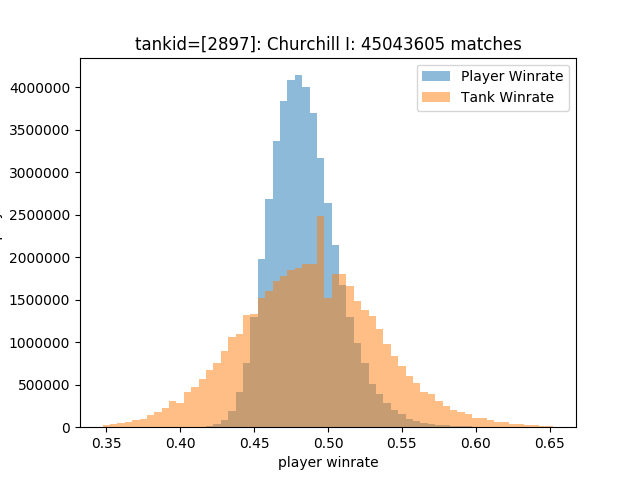 tankid=[2897]: Churchill I: 45043605 matches
Player Winrate
Tank Winrate
4000000
3500000
3000000
2500000
2000000
1500000
1000000
500000
0
0.35 0.40 0.45 0.50 0.55 0.60 0.65
player winrate